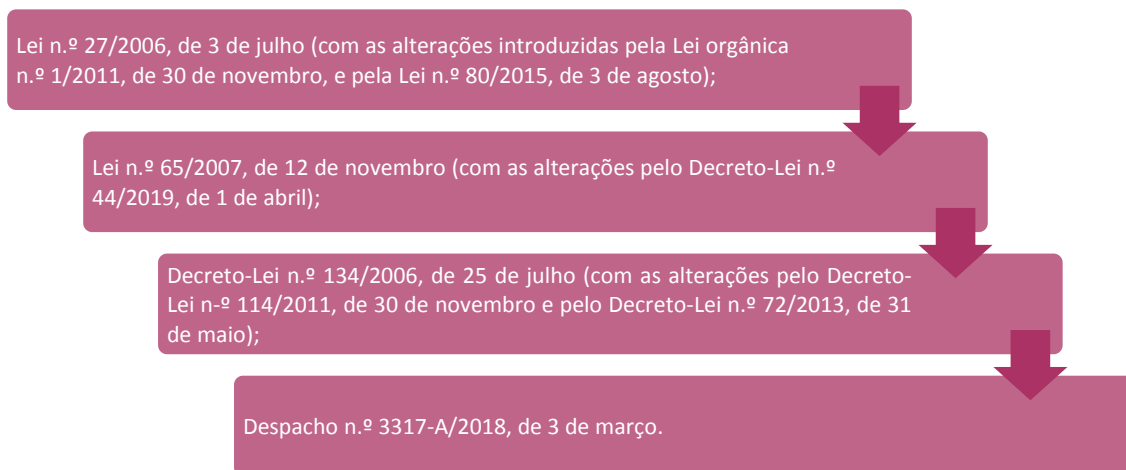 Lei n.º 27/2006, de 3 de julho (com as alterações introduzidas pela Lei orgânica
n.º 1/2011, de 30 de novembro, e pela Lei n.º 80/2015, de 3 de agosto);
Lei n.º 65/2007, de 12 de novembro (com as alterações pelo Decreto-Lei n.º
44/2019, de 1 de abril);
Decreto-Lei n.º 134/2006, de 25 de julho (com as alterações pelo Decreto-
Lei n-º 114/2011, de 30 de novembro e pelo Decreto-Lei n.º 72/2013, de 31
de maio);
Despacho n.º 3317-A/2018, de 3 de março.